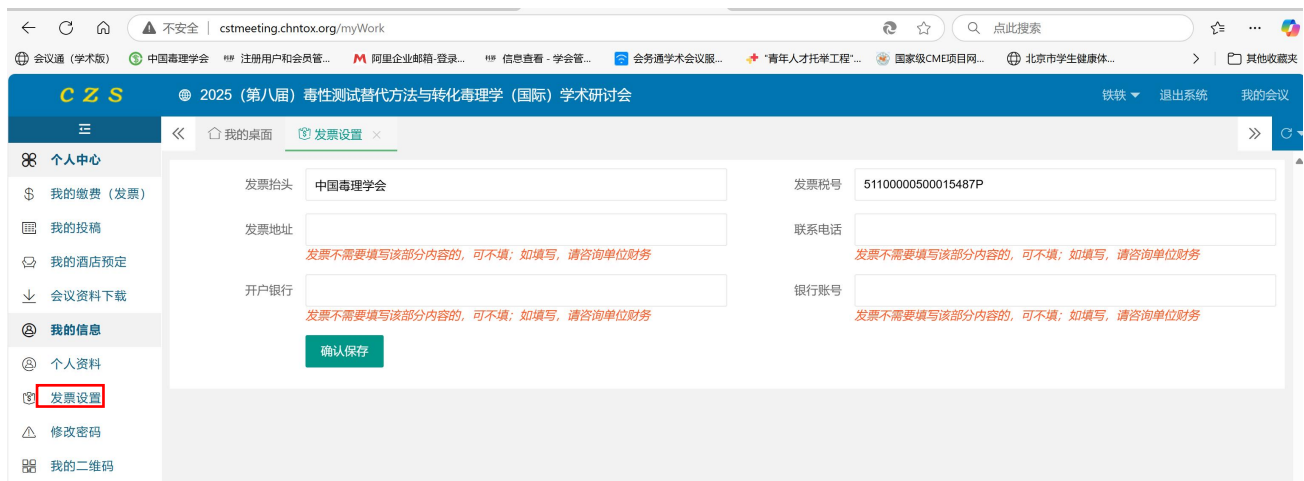 不安全 cstmeeting.chntox.org/myWork 点此搜索
会议通（学术版） 中国毒理学会 注册用户和会员管... 阿里企业邮箱-登录... 信息查看 - 学会管... 会务通学术会议服... “青年人才托举工程”... 国家级CME项目网... 北京市学生健康体... 其他收藏夹
CZS 2025（第八届）毒性测试替代方法与转化毒理学（国际）学术研讨会 铁轶 退出系统 我的会议
我的桌面 发票设置
个人中心
我的缴费（发票）
我的投稿
我的酒店预定
会议资料下载
我的信息
个人资料
发票设置
修改密码
我的二维码
发票抬头 中国毒理学会 发票税号 51100000500015487P
发票地址 联系电话
发票不需要填写该部分内容的，可不填；如填写，请咨询单位财务 发票不需要填写该部分内容的，可不填；如填写，请咨询单位财务
开户银行 银行账号
发票不需要填写该部分内容的，可不填；如填写，请咨询单位财务 发票不需要填写该部分内容的，可不填；如填写，请咨询单位财务
确认保存